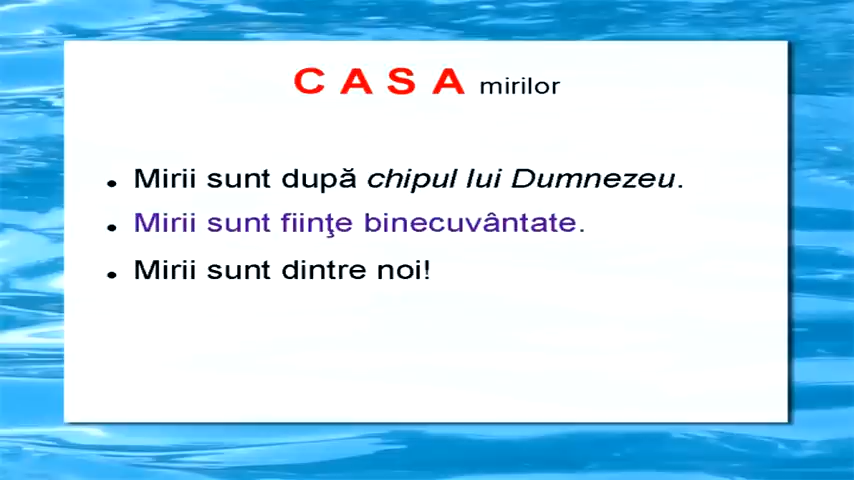 C A S A mirilor
• Mirii sunt după chipul lui Dumnezeu.
• Mirii sunt fiinţe binecuvântate.
• Mirii sunt dintre noi!